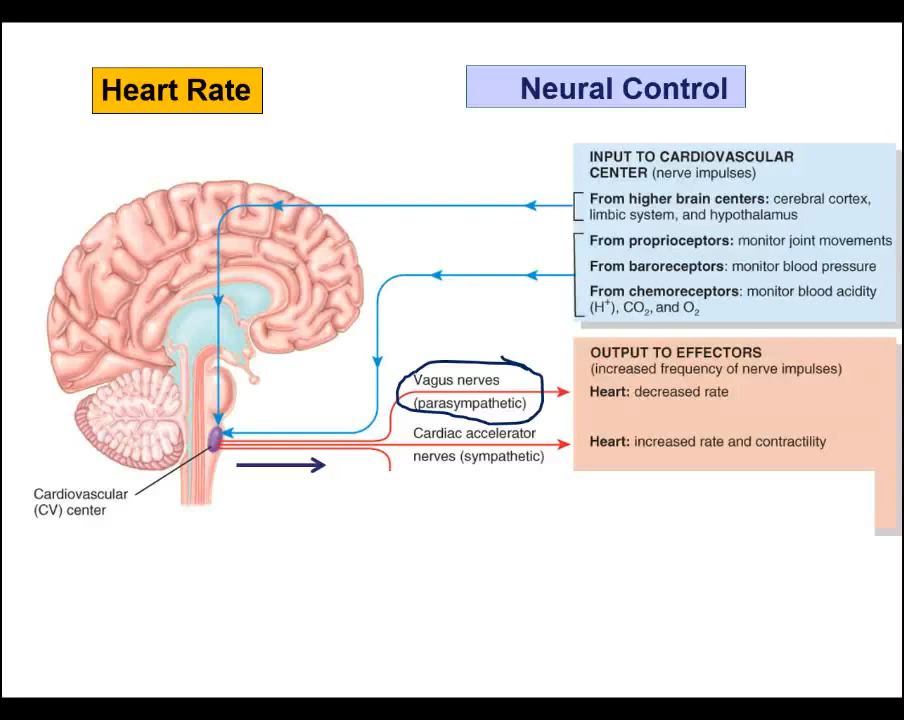 Heart Rate
Neural Control
INPUT TO CARDIOVASCULAR
CENTER (nerve impulses)
From higher brain centers: cerebral cortex,
limbic system, and hypothalamus
From proprioceptors: monitor joint movements
From baroreceptors: monitor blood pressure
From chemoreceptors: monitor blood acidity
(H⁺), CO₂, and O₂
OUTPUT TO EFFECTORS
(increased frequency of nerve impulses)
Heart: decreased rate
Heart: increased rate and contractility
Vagus nerves
(parasympathetic)
Cardiac accelerator
nerves (sympathetic)
Cardiovascular
(CV) center